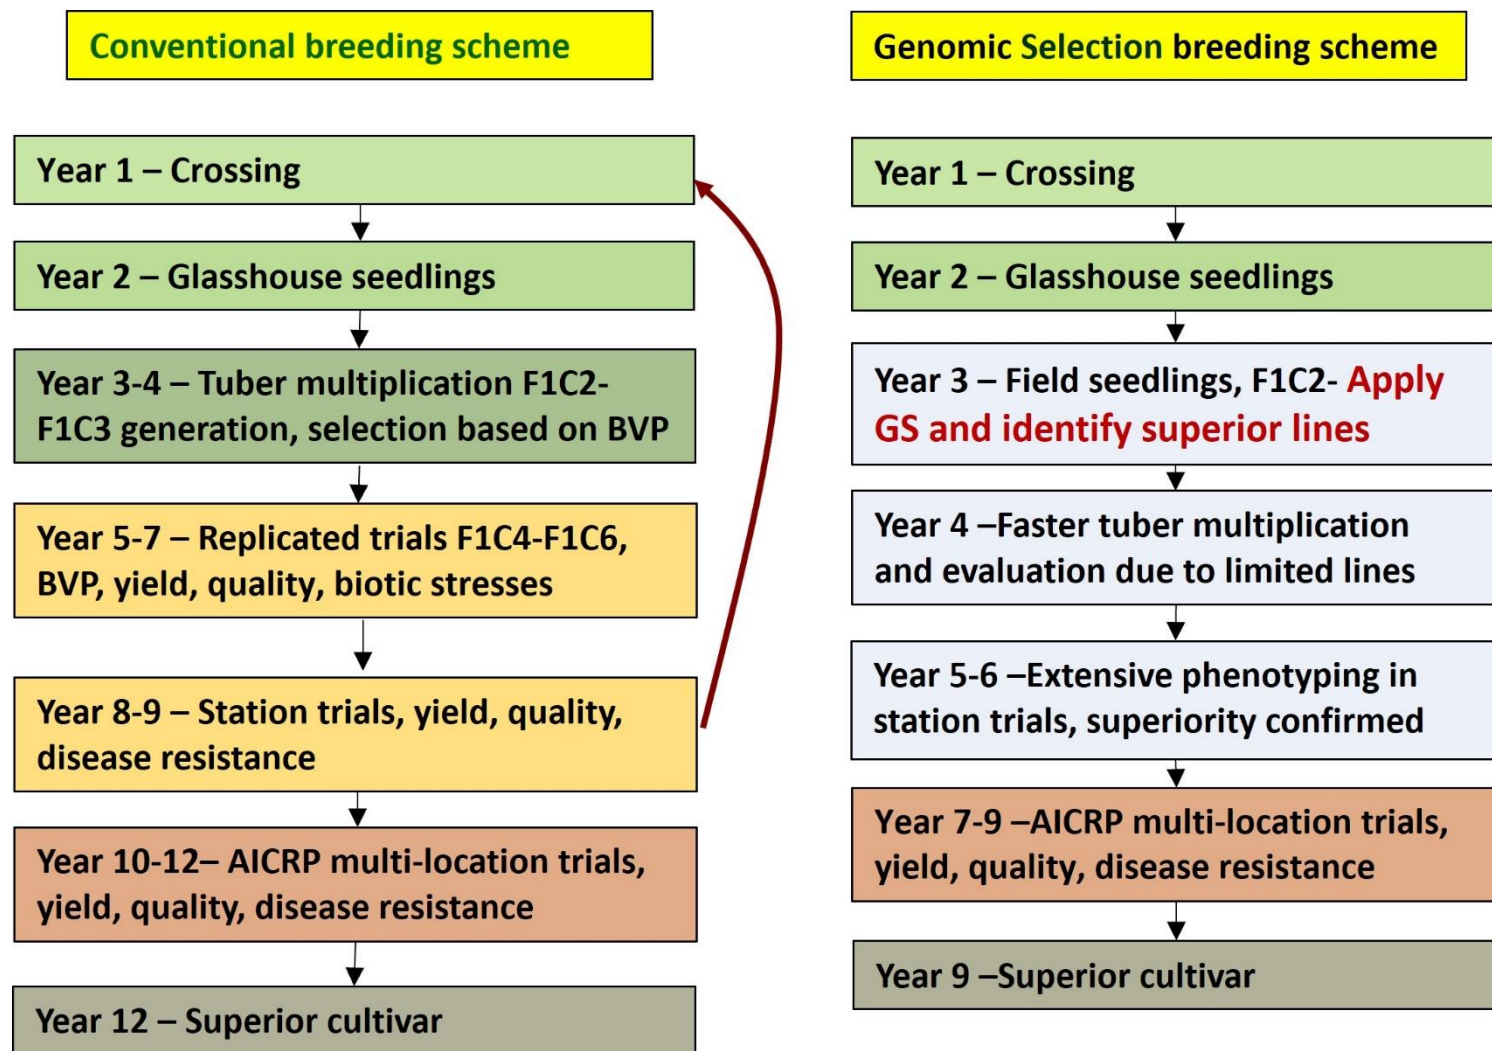 Conventional breeding scheme
Year 1 – Crossing
Year 2 – Glasshouse seedlings
Year 3-4 – Tuber multiplication F1C2-
F1C3 generation, selection based on BVP
Year 5-7 – Replicated trials F1C4-F1C6,
BVP, yield, quality, biotic stresses
Year 8-9 – Station trials, yield, quality,
disease resistance
Year 10-12– AICRP multi-location trials,
yield, quality, disease resistance
Year 12 – Superior cultivar
Genomic Selection breeding scheme
Year 1 – Crossing
Year 2 – Glasshouse seedlings
Year 3 – Field seedlings, F1C2- Apply
GS and identify superior lines
Year 4 –Faster tuber multiplication
and evaluation due to limited lines
Year 5-6 –Extensive phenotyping in
station trials, superiority confirmed
Year 7-9 –AICRP multi-location trials,
yield, quality, disease resistance
Year 9 –Superior cultivar